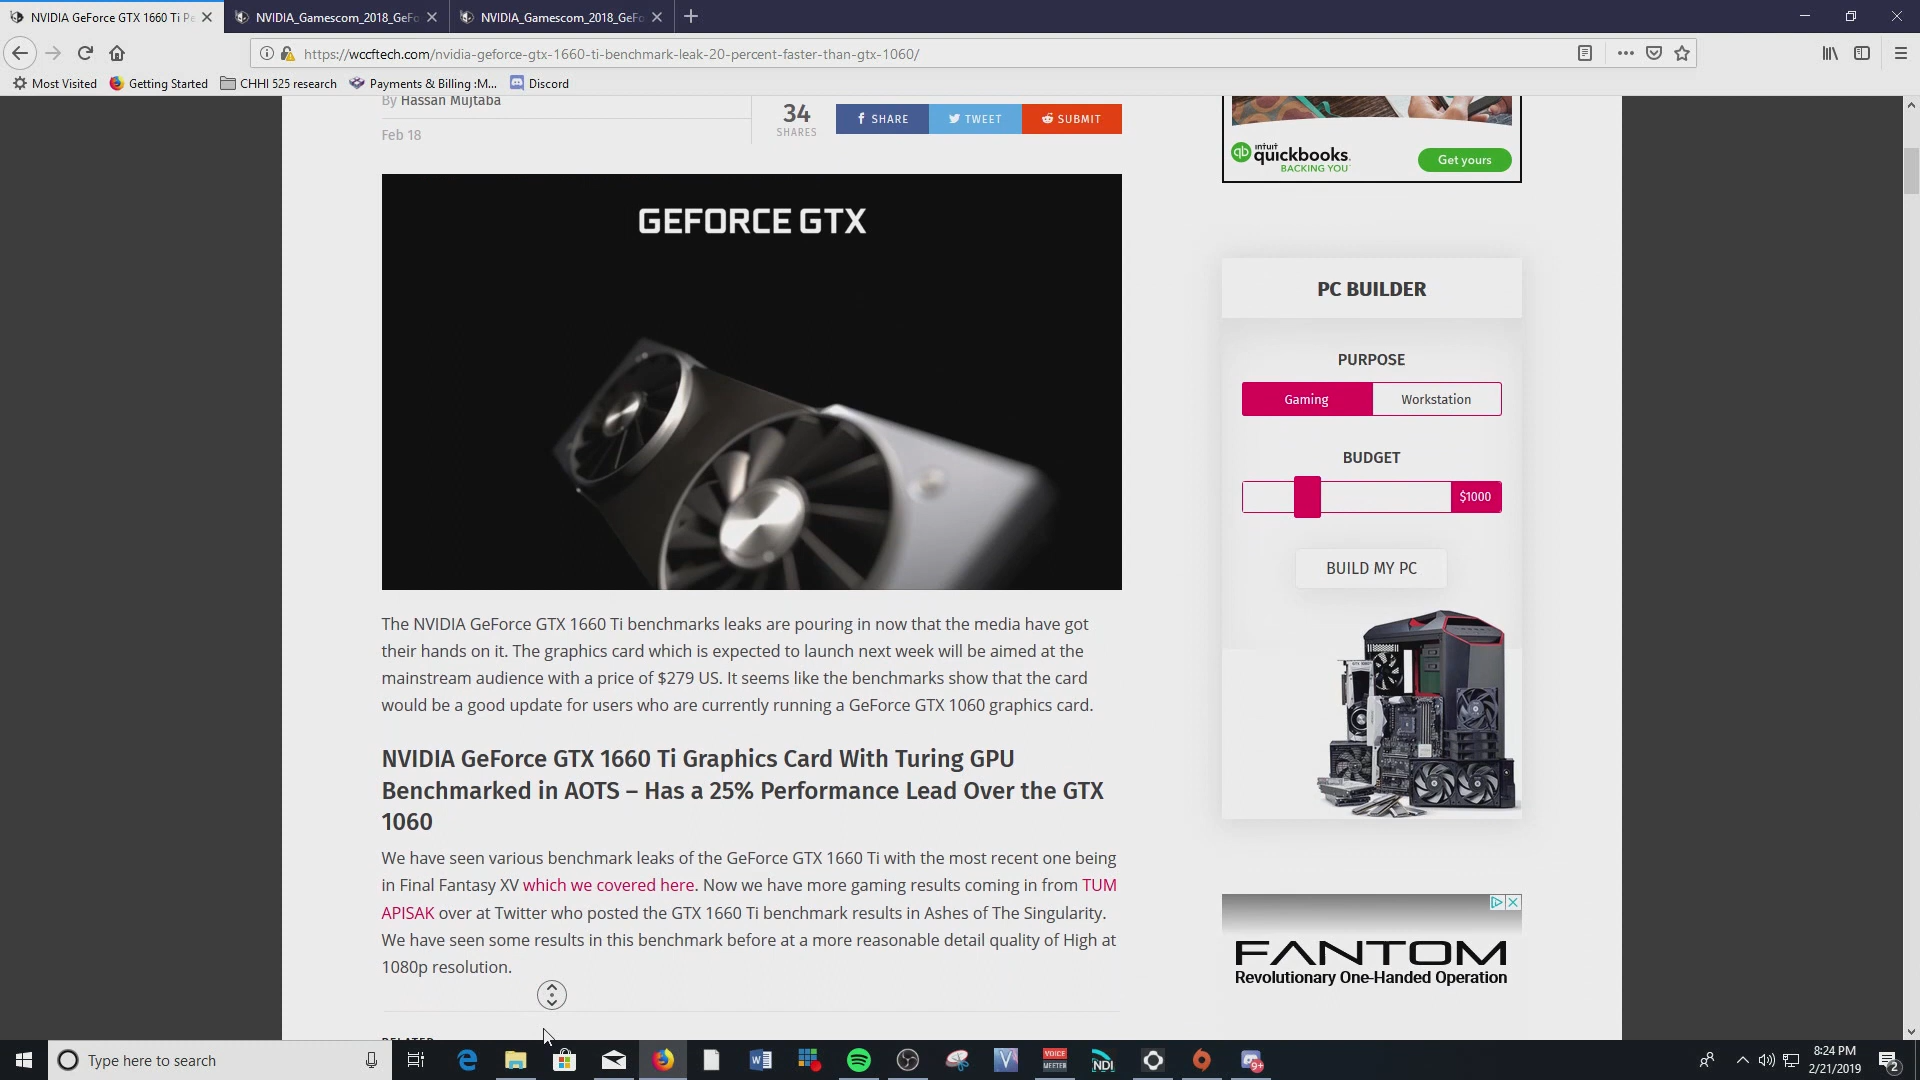 NVIDIA GeForce GTX 1660 Ti Pe
NVIDIA_Gamescom_2018_GeFo
NVIDIA_Gamescom_2018_GeFo
https://wccftech.com/nvidia-geforce-gtx-1660-ti-benchmark-leak-20-percent-faster-than-gtx-1060/
Most Visited
Getting Started
CHHI 525 research
Payments & Billing :M...
Discord
By Hassan Mujtaba
Feb 18
34
SHARES
SHARE
TWEET
SUBMIT
GEFORCE GTX
The NVIDIA GeForce GTX 1660 Ti benchmarks leaks are pouring in now that the media have got
their hands on it. The graphics card which is expected to launch next week will be aimed at the
mainstream audience with a price of $279 US. It seems like the benchmarks show that the card
would be a good update for users who are currently running a GeForce GTX 1060 graphics card.
NVIDIA GeForce GTX 1660 Ti Graphics Card With Turing GPU
Benchmarked in AOTS – Has a 25% Performance Lead Over the GTX
1060
We have seen various benchmark leaks of the GeForce GTX 1660 Ti with the most recent one being
in Final Fantasy XV which we covered here. Now we have more gaming results coming in from TUM
APISAK over at Twitter who posted the GTX 1660 Ti benchmark results in Ashes of The Singularity.
We have seen some results in this benchmark before at a more reasonable detail quality of High at
1080p resolution.
RELATED
intuit
quickbooks.
BACKING YOU
Get yours
PC BUILDER
PURPOSE
Gaming
Workstation
BUDGET
$1000
BUILD MY PC
FANTOM
Revolutionary One-Handed Operation
Type here to search
VOICE
MEETER
NDI
9+
8:24 PM
2/21/2019
2